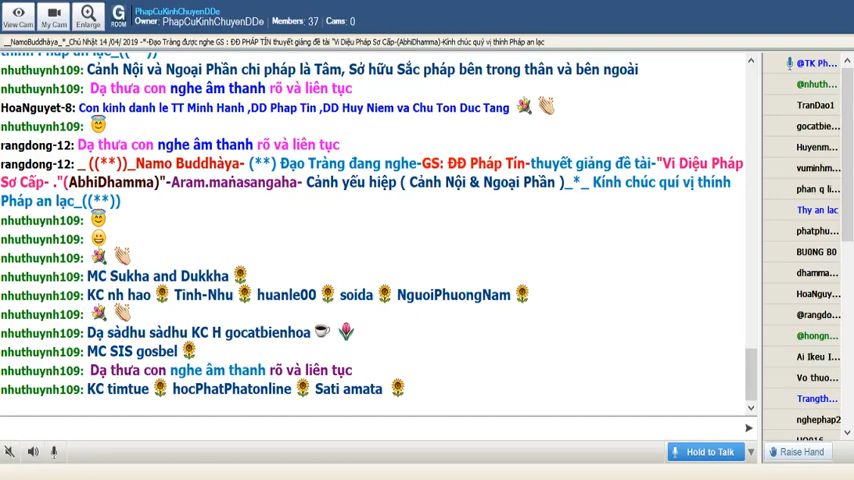 PhapCuKinhChuyenDDe
Owner: PhapCuKinhChuyenDDe Members: 37 Cams: 0
View Cam My Cam Enlarge G ROOM
__NamoBuddhàya_*_Chú Nhật 14 /04/ 2019 -*-Đạo Tràng được nghe GS : ĐĐ PHÁP TÍN thuyết giảng đề tài "Vi Diệu Pháp Sơ Cấp-(AbhiDhamma)-Kính chúc quý vị thính Pháp an lạc
thính Pháp an lạc_((**))
nhuthuynh109: Cảnh Nội và Ngoại Phần chi pháp là Tâm, Sở hữu Sắc pháp bên trong thân và bên ngoài
nhuthuynh109: Dạ thưa con nghe âm thanh rõ và liên tục
HoaNguyet-8: Con kinh danh le TT Minh Hanh ,DD Phap Tin ,DD Huy Niem va Chu Ton Duc Tang
nhuthuynh109:
rangdong-12: Dạ thưa con nghe âm thanh rõ và liên tục
rangdong-12: _ ((**))_Namo Buddhàya- (**) Đạo Tràng đang nghe-GS: ĐĐ Pháp Tín-thuyết giảng đề tài-"Vi Diệu Pháp
Sơ Cấp- ."(AbhiDhamma)"-Aram.maṅasangaha- Cảnh yếu hiệp ( Cảnh Nội & Ngoại Phần )_*_ Kính chúc quí vị thính
Pháp an lạc_((**))
nhuthuynh109:
nhuthuynh109:
nhuthuynh109:
nhuthuynh109: MC Sukha and Dukkha
nhuthuynh109: KC nh hao Tinh-Nhu huanle00 soida NguoiPhuongNam
nhuthuynh109:
nhuthuynh109: Dạ sàdhu sàdhu KC H gocatbienhoa
nhuthuynh109: MC SIS gosbel
nhuthuynh109: Dạ thưa con nghe âm thanh rõ và liên tục
nhuthuynh109: KC timtue hocPhatPhatonline Sati amata
@TK Ph...
@nhuth...
TranDao1
gocatbie...
Huyenm...
vuminhm...
phan q li...
Thy an lac
phatphu...
BUONG B0
dhamma...
HoaNguy...
@rangdo...
@hongn...
Ai Ikeu I...
Vo thuo...
Trangth...
nghephap2
Hold to Talk
Raise Hand